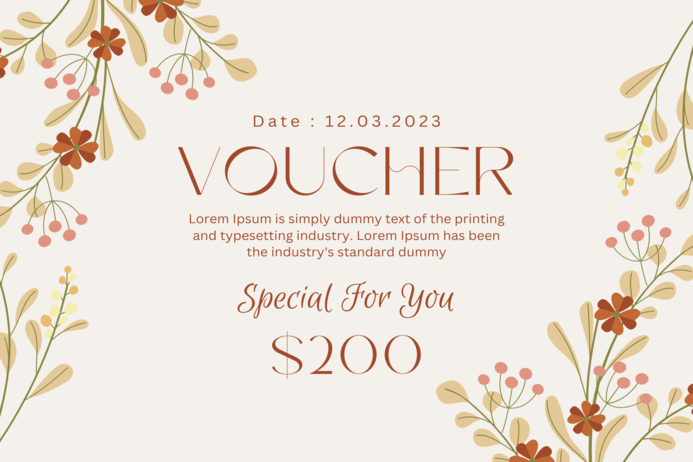 Date : 12.03.2023
VOUCHER
Lorem Ipsum is simply dummy text of the printing
and typesetting industry. Lorem Ipsum has been
the industry's standard dummy
Special For You
$200